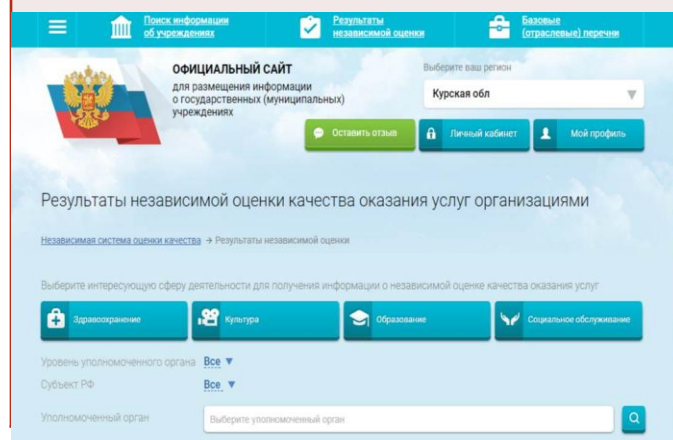 Поиск информации
об учреждениях
Результаты
независимой оценки
Базовые
(отраслевые) перечни
ОФИЦИАЛЬНЫЙ САЙТ
для размещения информации
о государственных (муниципальных)
учреждениях
Выберите ваш регион
Курская обл
Оставить отзыв
Личный кабинет
Мой профиль
Результаты независимой оценки качества оказания услуг организациями
Независимая система оценки качества → Результаты независимой оценки
Выберите интересующую сферу деятельности для получения информации о независимой оценке качества оказания услуг
Здравоохранение
Культура
Образование
Социальное обслуживание
Уровень уполномоченного органа Все
Субъект РФ Все
Уполномоченный орган Выберите уполномоченный орган